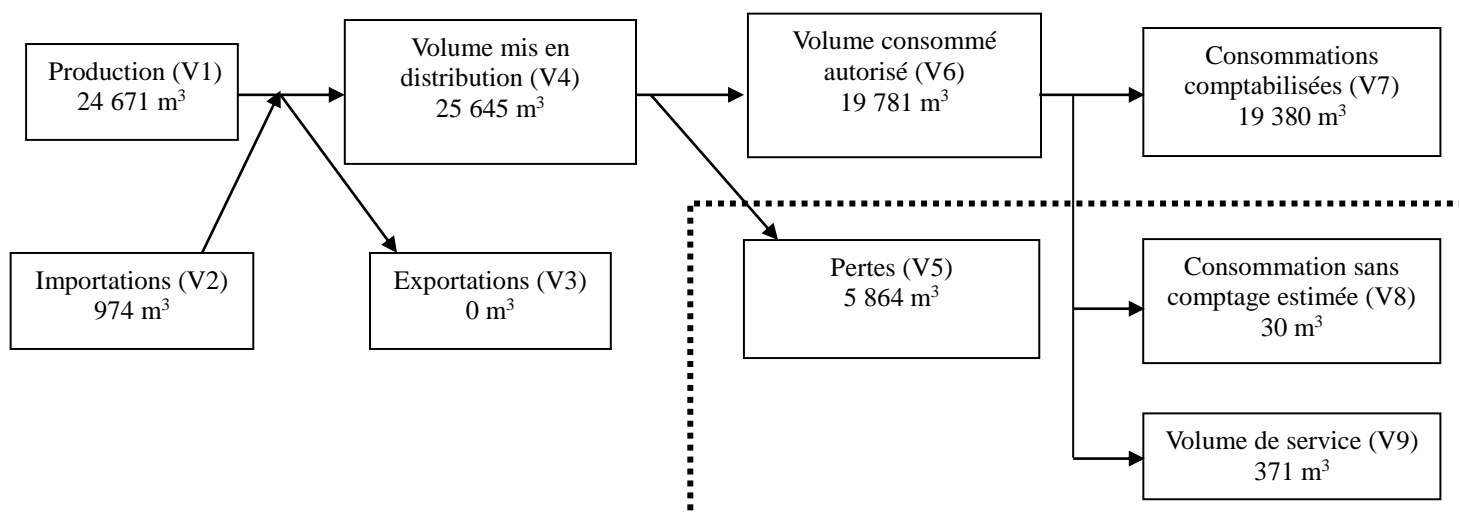 Production (V1)
24 671 m³
Volume mis en
distribution (V4)
25 645 m³
Volume consommé
autorisé (V6)
19 781 m³
Consommations
comptabilisées (V7)
19 380 m³
Importations (V2)
974 m³
Exportations (V3)
0 m³
Pertes (V5)
5 864 m³
Consommation sans
comptage estimée (V8)
30 m³
Volume de service (V9)
371 m³